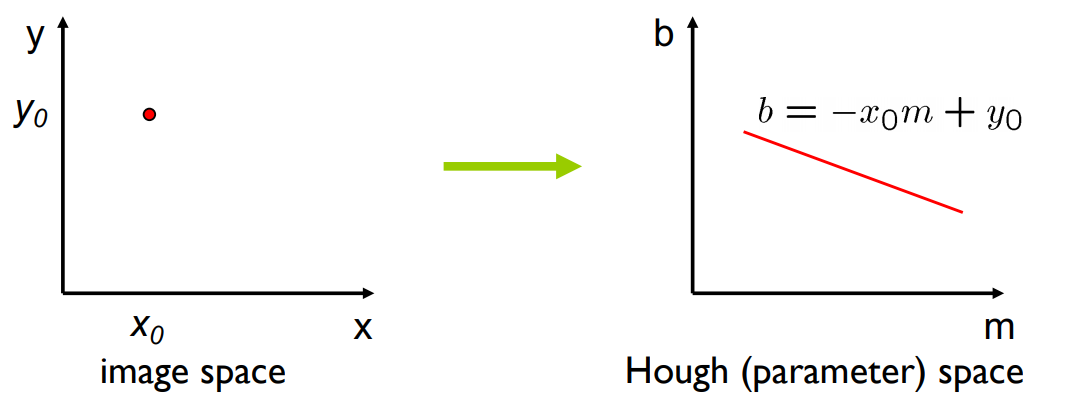 y
y₀
x₀
x
image space
b
b = −x₀m + y₀
m
Hough (parameter) space